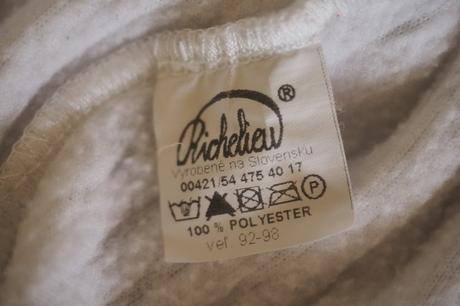 Richelieu ®
Vyrobené na Slovensku
00421/54 475 40 17
P
100 % POLYESTER
veľ. 92-98